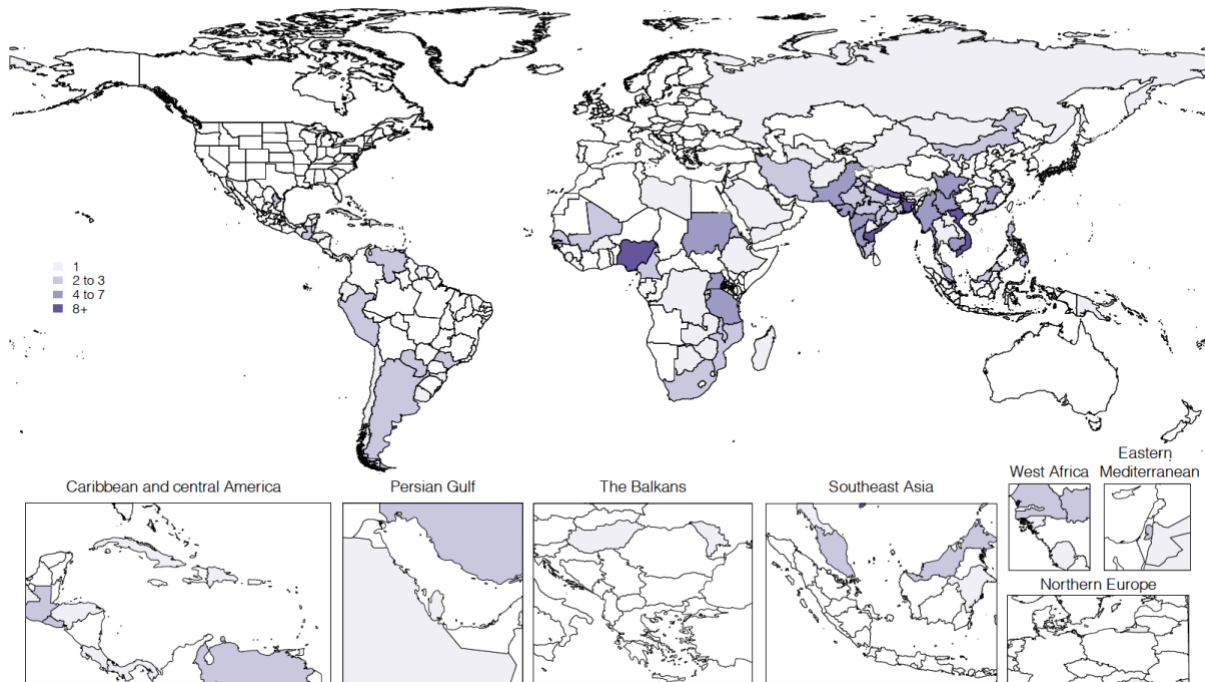 1
2 to 3
4 to 7
8+
Caribbean and central America
Persian Gulf
The Balkans
Southeast Asia
West Africa
Eastern
Mediterranean
Northern Europe